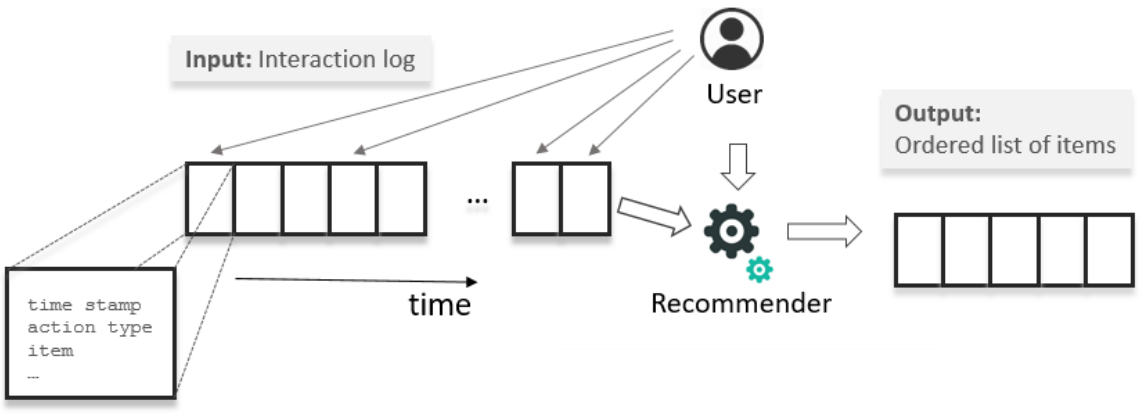 Input: Interaction log
User
Output:
Ordered list of items
...
time stamp
action type
item
…
time
Recommender